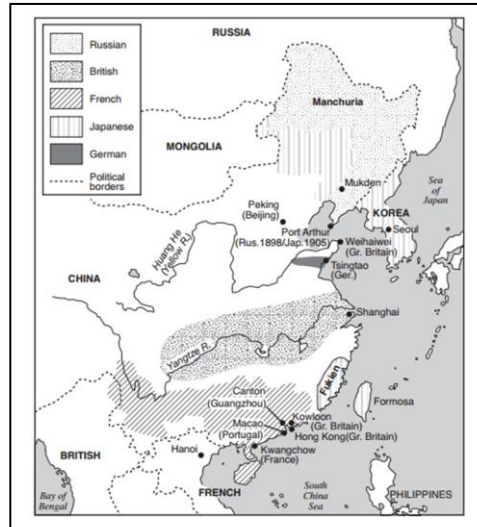 Russian
British
French
Japanese
German
Political
borders
RUSSIA
Manchuria
MONGOLIA
Mukden
Sea
of
Japan
Peking
(Beijing)
KOREA
Port Arthur
(Rus.1898/Jap.1905)
Seoul
Weihaiwei
(Gr. Britain)
Huang He
(Yellow R.)
Tsingtao
(Ger.)
CHINA
Shanghai
Yangtze R.
Fukien
Canton
(Guangzhou)
Formosa
Kowloon
(Gr. Britain)
Macao
(Portugal)
Hong Kong(Gr. Britain)
BRITISH
Hanoi
Kwangchow
(France)
Bay of
Bengal
FRENCH
South
China
Sea
PHILIPPINES